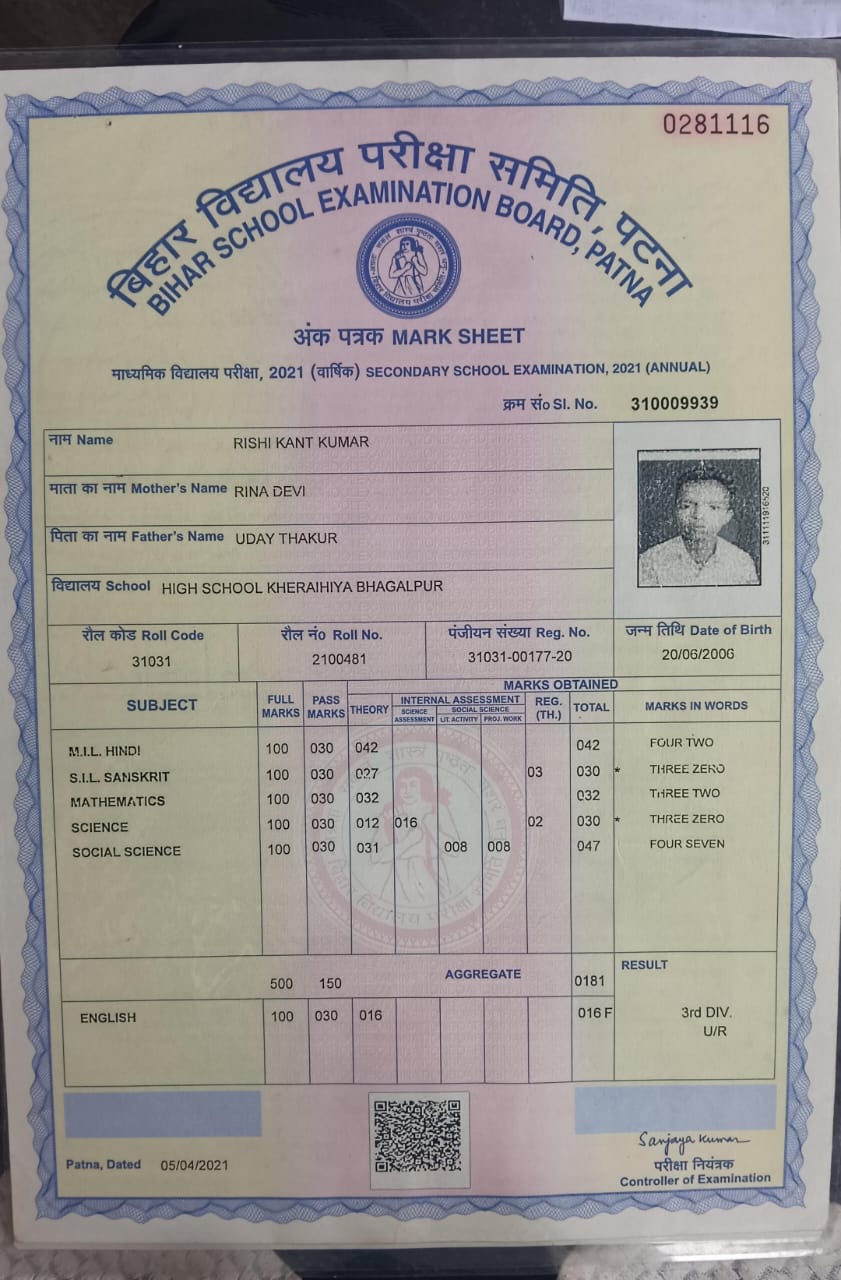 0281116
बिहार विद्यालय परीक्षा समिति, पटना
BIHAR SCHOOL EXAMINATION BOARD, PATNA
अंक पत्रक MARK SHEET
माध्यमिक विद्यालय परीक्षा, 2021 (वार्षिक) SECONDARY SCHOOL EXAMINATION, 2021 (ANNUAL)
क्रम सं० Sl. No. 310009939
नाम Name RISHI KANT KUMAR
माता का नाम Mother's Name RINA DEVI
पिता का नाम Father's Name UDAY THAKUR
विद्यालय School HIGH SCHOOL KHERAIHIYA BHAGALPUR
311111916520
रौल कोड Roll Code रौल नं० Roll No. पंजीयन संख्या Reg. No. जन्म तिथि Date of Birth
31031 2100481 31031-00177-20 20/06/2006
MARKS OBTAINED
SUBJECT FULL MARKS PASS MARKS THEORY INTERNAL ASSESSMENT REG. (TH.) TOTAL MARKS IN WORDS
SCIENCE ASSESSMENT SOCIAL SCIENCE
LIT. ACTIVITY PROJ. WORK
M.I.L. HINDI 100 030 042 042 FOUR TWO
S.I.L. SANSKRIT 100 030 027 03 030 * THREE ZERO
MATHEMATICS 100 030 032 032 THREE TWO
SCIENCE 100 030 012 016 02 030 * THREE ZERO
SOCIAL SCIENCE 100 030 031 008 008 047 FOUR SEVEN
500 150 AGGREGATE 0181 RESULT
ENGLISH 100 030 016 016 F 3rd DIV.
U/R
Sanjaya Kumar
Patna, Dated 05/04/2021
परीक्षा नियंत्रक
Controller of Examination